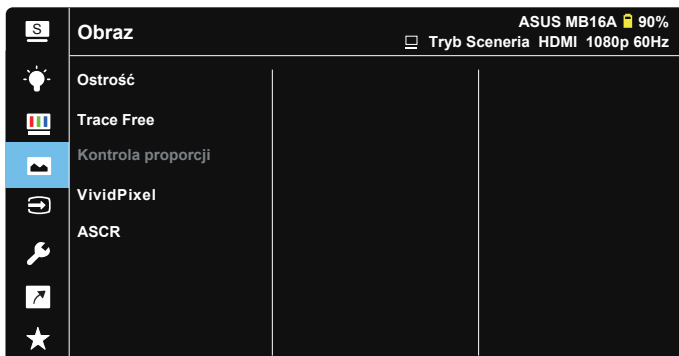 S
Obraz
ASUS MB16A 90%
Tryb Sceneria HDMI 1080p 60Hz
Ostrość
Trace Free
Kontrola proporcji
VividPixel
ASCR